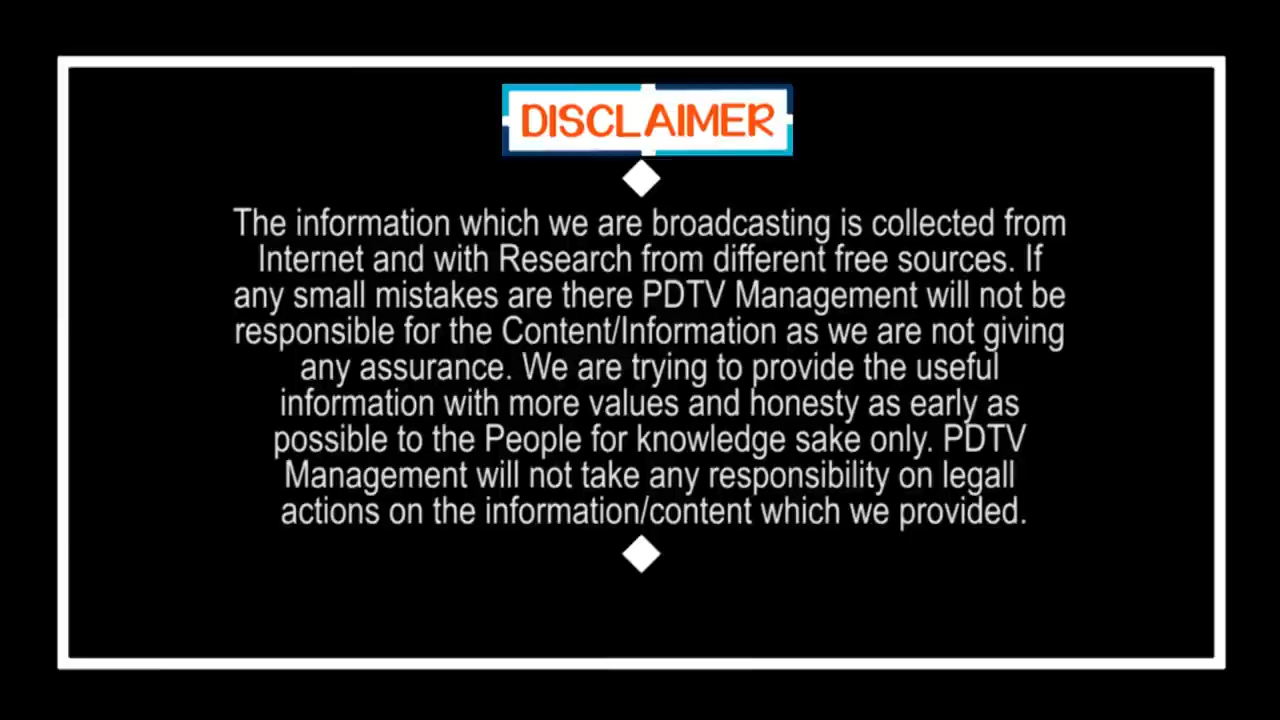 DISCLAIMER
The information which we are broadcasting is collected from
Internet and with Research from different free sources. If
any small mistakes are there PDTV Management will not be
responsible for the Content/Information as we are not giving
any assurance. We are trying to provide the useful
information with more values and honesty as early as
possible to the People for knowledge sake only. PDTV
Management will not take any responsibility on legall
actions on the information/content which we provided.